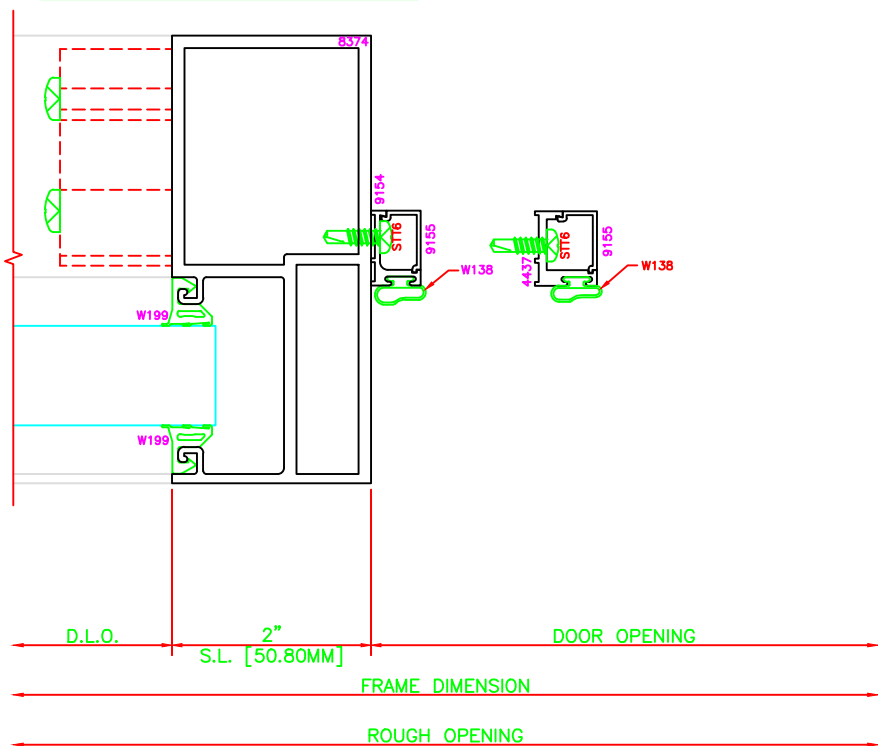 8374
9154
STT6
9155
W138
4437
STT6
9155
W138
W199
W199
D.L.O.
2”
S.L. [50.80MM]
DOOR OPENING
FRAME DIMENSION
ROUGH OPENING